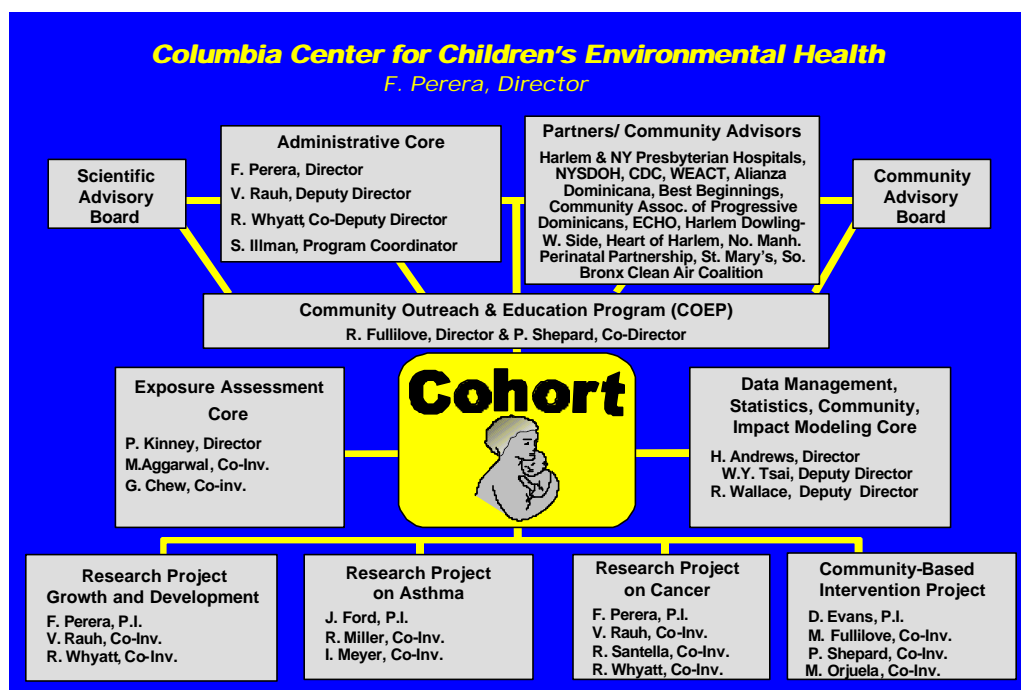 Columbia Center for Children's Environmental Health
F. Perera, Director
Administrative Core
F. Perera, Director
V. Rauh, Deputy Director
R. Whyatt, Co-Deputy Director
S. Illman, Program Coordinator
Partners/ Community Advisors
Harlem & NY Presbyterian Hospitals,
NYSDOH, CDC, WEACT, Alianza
Dominicana, Best Beginnings,
Community Assoc. of Progressive
Dominicans, ECHO, Harlem Dowling-
W. Side, Heart of Harlem, No. Manh.
Perinatal Partnership, St. Mary's, So.
Bronx Clean Air Coalition
Scientific
Advisory
Board
Community
Advisory
Board
Community Outreach & Education Program (COEP)
R. Fullilove, Director & P. Shepard, Co-Director
Exposure Assessment
Core
P. Kinney, Director
M.Aggarwal, Co-Inv.
G. Chew, Co-inv.
Cohort
Data Management,
Statistics, Community,
Impact Modeling Core
H. Andrews, Director
W.Y. Tsai, Deputy Director
R. Wallace, Deputy Director
Research Project
Growth and Development
F. Perera, P.I.
V. Rauh, Co-Inv.
R. Whyatt, Co-Inv.
Research Project
on Asthma
J. Ford, P.I.
R. Miller, Co-Inv.
I. Meyer, Co-Inv.
Research Project
on Cancer
F. Perera, P.I.
V. Rauh, Co-Inv.
R. Santella, Co-Inv.
R. Whyatt, Co-Inv.
Community-Based
Intervention Project
D. Evans, P.I.
M. Fullilove, Co-Inv.
P. Shepard, Co-Inv.
M. Orjuela, Co-Inv.